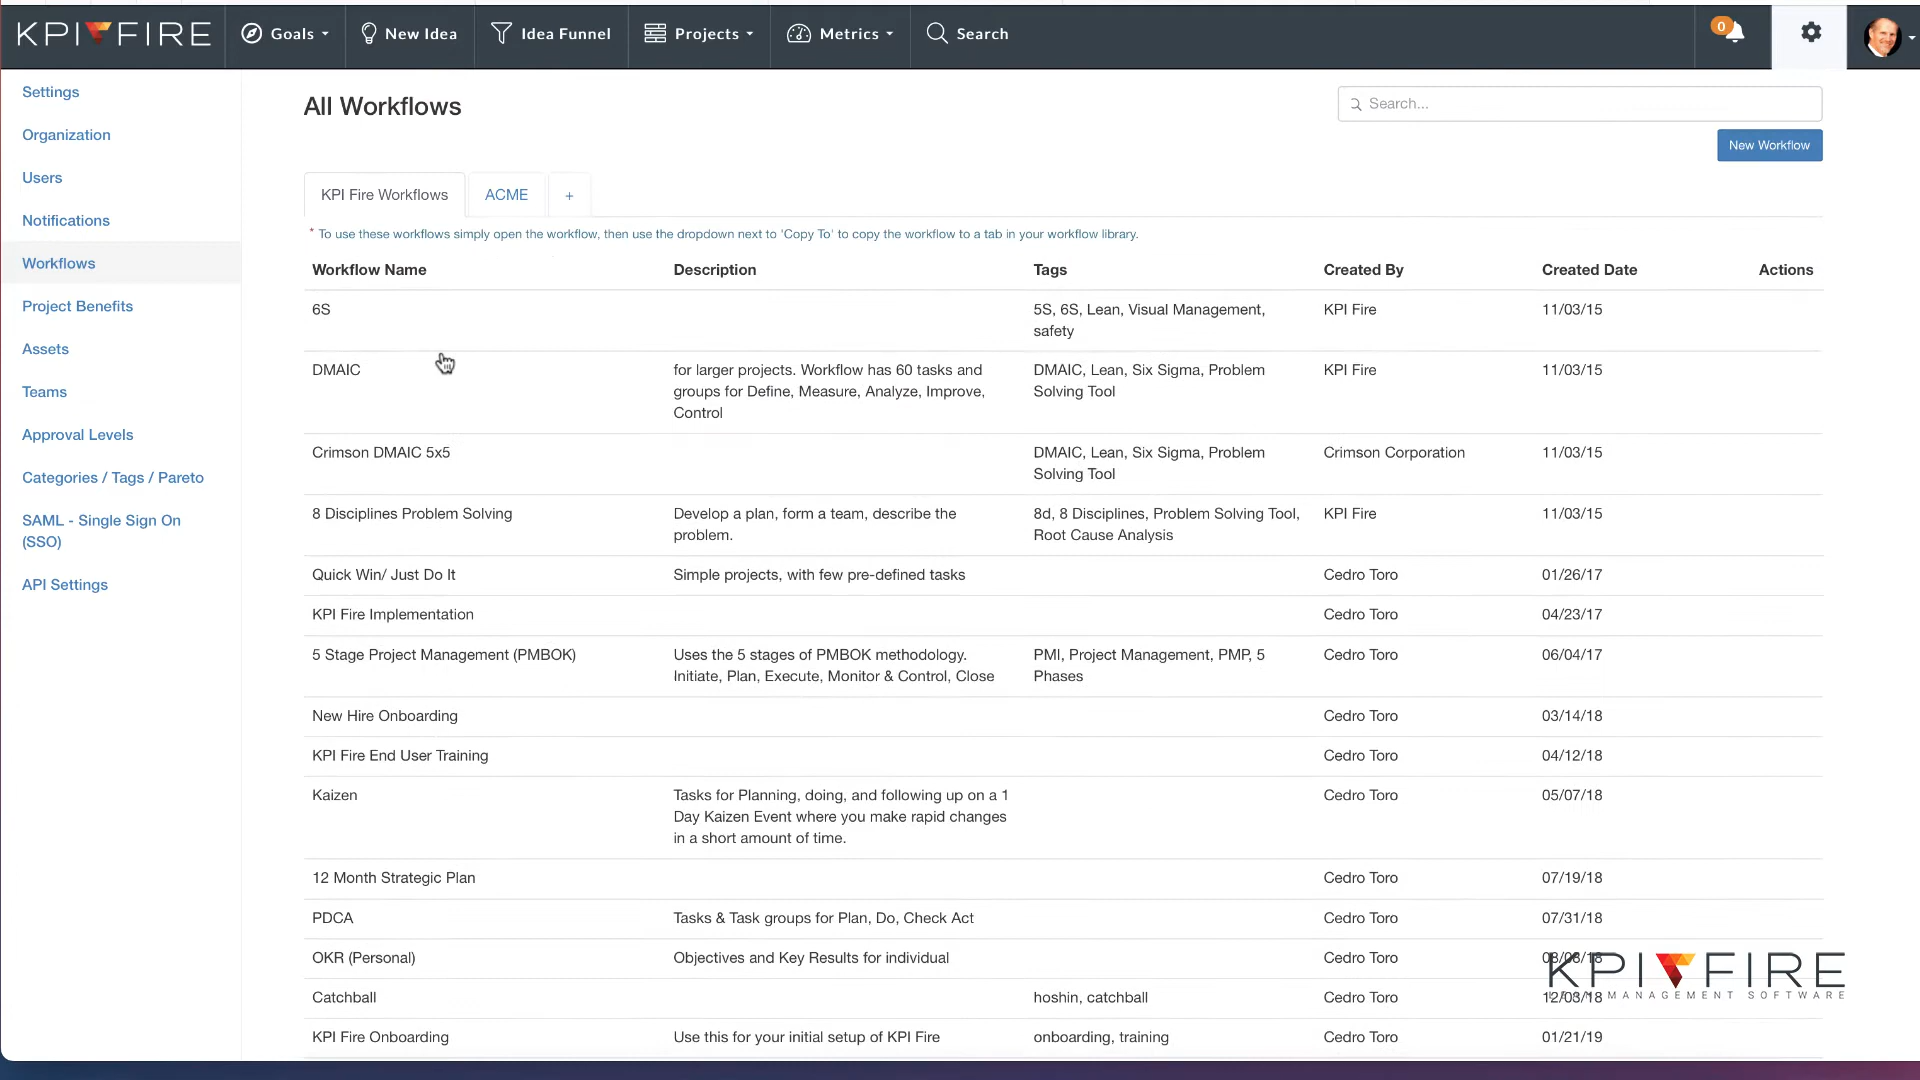 KPI FIRE Goals New Idea Idea Funnel Projects Metrics Search 0
Settings
Organization
Users
Notifications
Workflows
Project Benefits
Assets
Teams
Approval Levels
Categories / Tags / Pareto
SAML - Single Sign On
(SSO)
API Settings
All Workflows
Search...
New Workflow
KPI Fire Workflows ACME +
* To use these workflows simply open the workflow, then use the dropdown next to 'Copy To' to copy the workflow to a tab in your workflow library.
Workflow Name Description Tags Created By Created Date Actions
6S 5S, 6S, Lean, Visual Management, KPI Fire 11/03/15
safety
DMAIC for larger projects. Workflow has 60 tasks and DMAIC, Lean, Six Sigma, Problem KPI Fire 11/03/15
groups for Define, Measure, Analyze, Improve, Solving Tool
Control
Crimson DMAIC 5x5 DMAIC, Lean, Six Sigma, Problem Crimson Corporation 11/03/15
Solving Tool
8 Disciplines Problem Solving Develop a plan, form a team, describe the 8d, 8 Disciplines, Problem Solving Tool, KPI Fire 11/03/15
problem. Root Cause Analysis
Quick Win/ Just Do It Simple projects, with few pre-defined tasks Cedro Toro 01/26/17
KPI Fire Implementation Cedro Toro 04/23/17
5 Stage Project Management (PMBOK) Uses the 5 stages of PMBOK methodology. PMI, Project Management, PMP, 5 Cedro Toro 06/04/17
Initiate, Plan, Execute, Monitor & Control, Close Phases
New Hire Onboarding Cedro Toro 03/14/18
KPI Fire End User Training Cedro Toro 04/12/18
Kaizen Tasks for Planning, doing, and following up on a 1 Cedro Toro 05/07/18
Day Kaizen Event where you make rapid changes
in a short amount of time.
12 Month Strategic Plan Cedro Toro 07/19/18
PDCA Tasks & Task groups for Plan, Do, Check Act Cedro Toro 07/31/18
OKR (Personal) Objectives and Key Results for individual Cedro Toro
KPI FIRE
Catchball hoshin, catchball Cedro Toro 12/03/18
MANAGEMENT SOFTWARE
KPI Fire Onboarding Use this for your initial setup of KPI Fire onboarding, training Cedro Toro 01/21/19